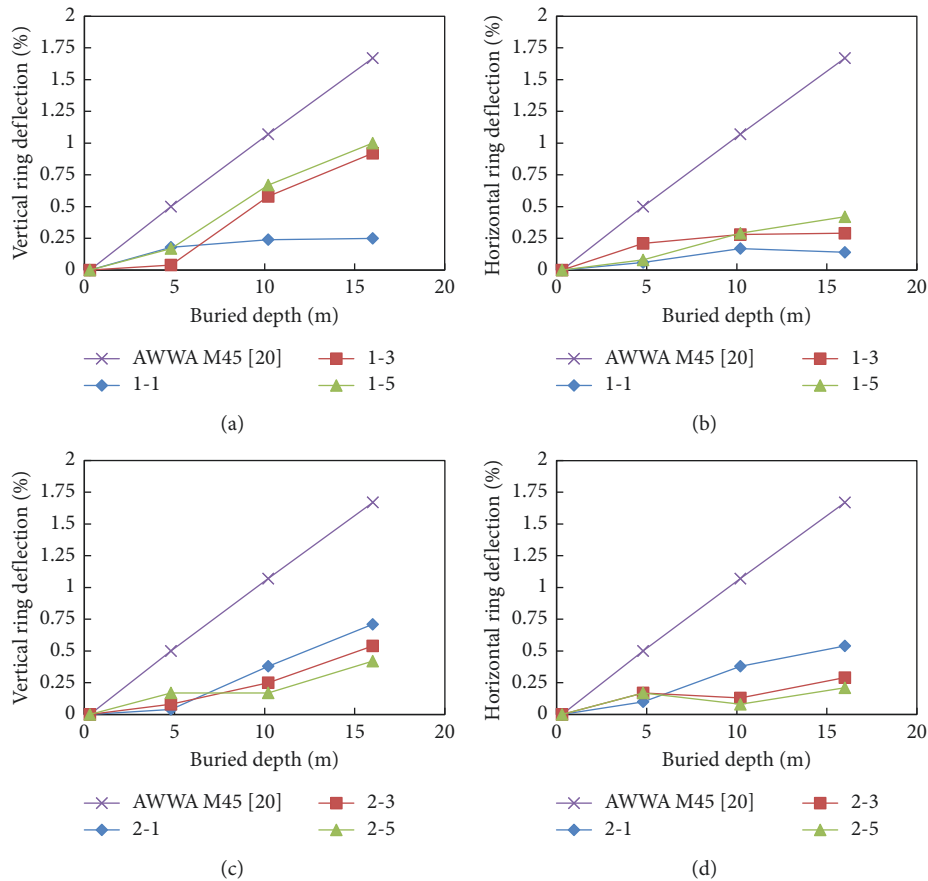 Vertical ring deflection (%)
2
1.75
1.5
1.25
1
0.75
0.5
0.25
0
0 5 10 15 20
Buried depth (m)
AWWA M45 [20] 1-3
1-1 1-5
(a)
Horizontal ring deflection (%)
2
1.75
1.5
1.25
1
0.75
0.5
0.25
0
0 5 10 15 20
Buried depth (m)
AWWA M45 [20] 1-3
1-1 1-5
(b)
Vertical ring deflection (%)
2
1.75
1.5
1.25
1
0.75
0.5
0.25
0
0 5 10 15 20
Buried depth (m)
AWWA M45 [20] 2-3
2-1 2-5
(c)
Horizontal ring deflection (%)
2
1.75
1.5
1.25
1
0.75
0.5
0.25
0
0 5 10 15 20
Buried depth (m)
AWWA M45 [20] 2-3
2-1 2-5
(d)